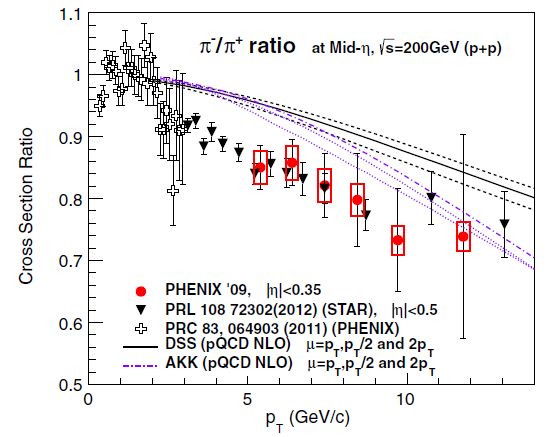 1.1
1
0.9
0.8
0.7
0.6
0.5
Cross Section Ratio
π⁻/π⁺ ratio at Mid-η, √s=200GeV (p+p)
PHENIX '09, |η|<0.35
PRL 108 72302(2012) (STAR), |η|<0.5
PRC 83, 064903 (2011) (PHENIX)
DSS (pQCD NLO) μ=p_T,p_T/2 and 2p_T
AKK (pQCD NLO) μ=p_T,p_T/2 and 2p_T
0 5 10
p_T (GeV/c)